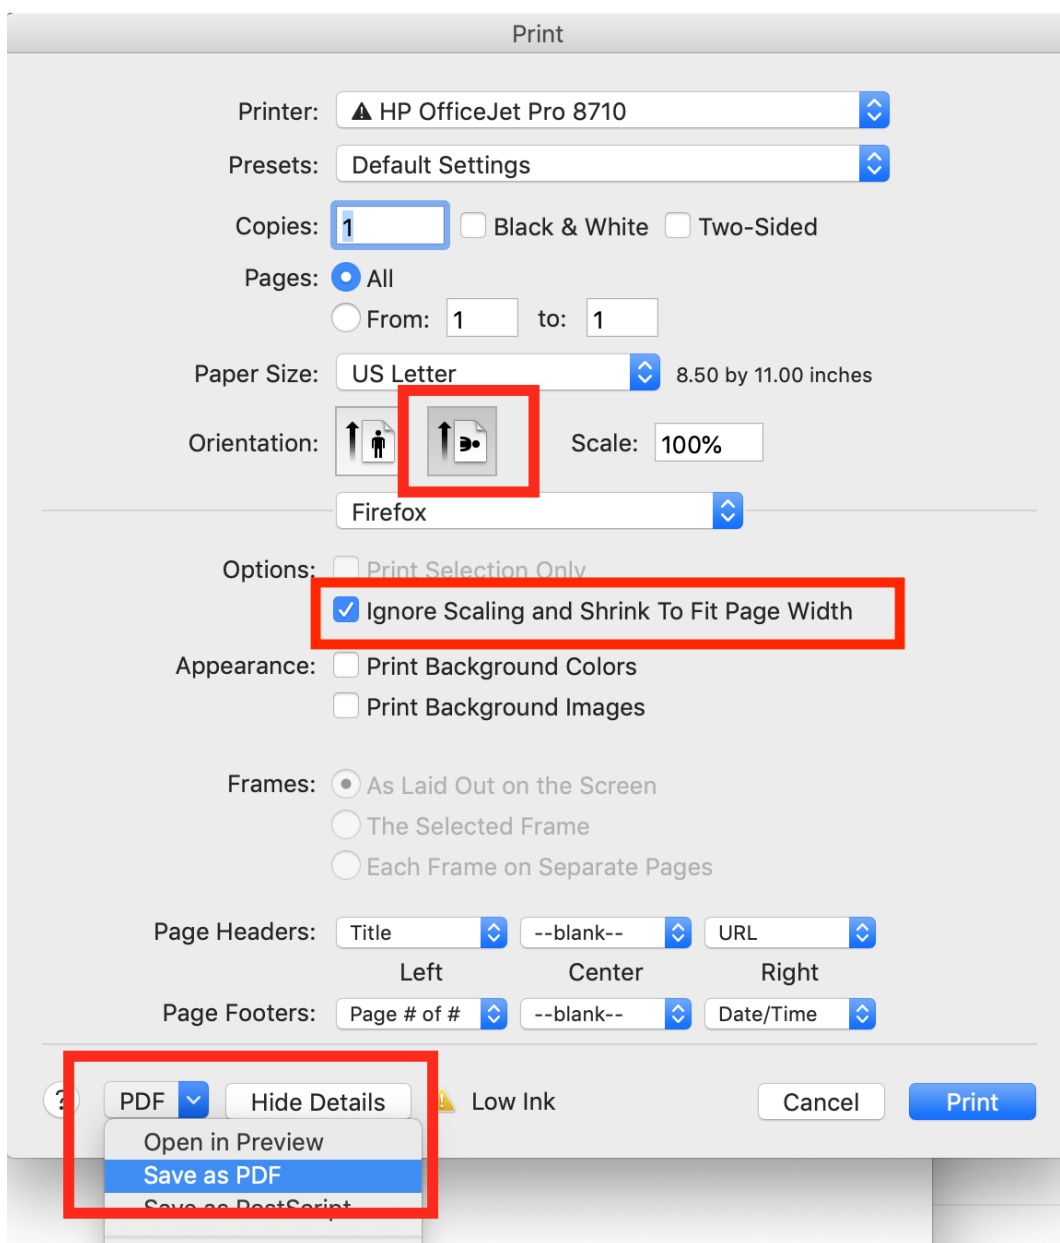 Print
Printer: HP OfficeJet Pro 8710
Presets: Default Settings
Copies: 1 Black & White Two-Sided
Pages: All
From: 1 to: 1
Paper Size: US Letter 8.50 by 11.00 inches
Orientation: Scale: 100%
Firefox
Options: Print Selection Only
Ignore Scaling and Shrink To Fit Page Width
Appearance: Print Background Colors
Print Background Images
Frames: As Laid Out on the Screen
The Selected Frame
Each Frame on Separate Pages
Page Headers: Title --blank-- URL
Left Center Right
Page Footers: Page # of # --blank-- Date/Time
? PDF Hide Details Low Ink Cancel Print
Open in Preview
Save as PDF
Save as PostScript